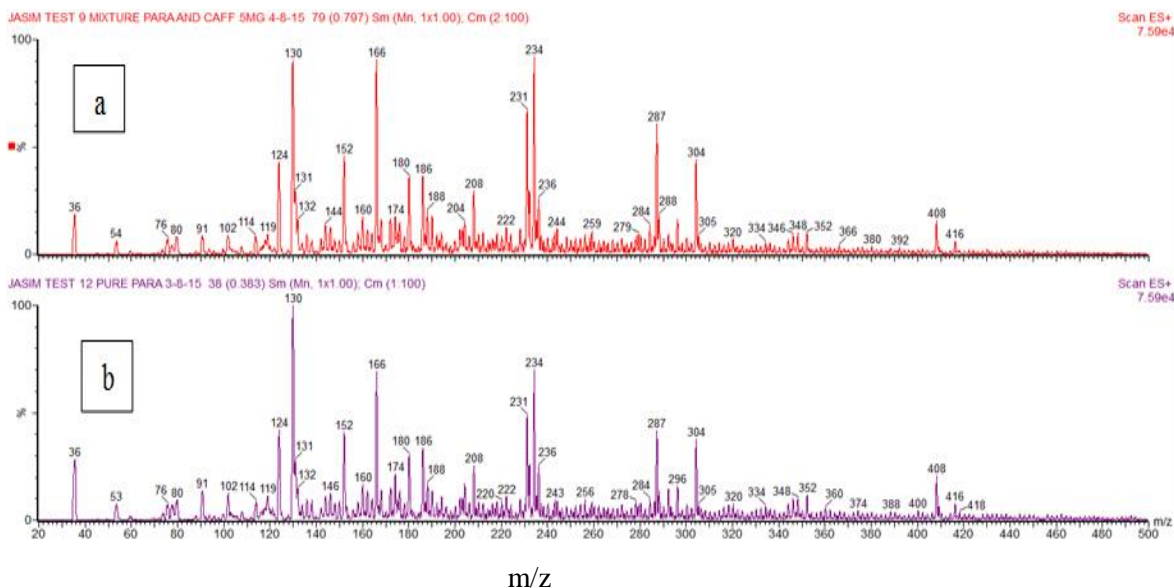 JASIM TEST 9 MIXTURE PARA AND CAFF 5MG 4-8-15 79 (0.797) Sm (Mn, 1x1.00); Cm (2:100)
Scan ES+
7.59e4
100
%
a
36 54 76 80 91 102 114 119 124 130 131 132 144 152 160 166 174 180 186 188 204 208 222 231 234 236 244 259 279 284 287 288 304 305 320 334 346 348 352 366 380 392 408 416
0
JASIM TEST 12 PURE PARA 3-8-15 38 (0.383) Sm (Mn, 1x1.00); Cm (1:100)
Scan ES+
7.59e4
100
%
b
36 53 76 80 91 102 114 119 124 130 131 132 146 152 160 166 174 180 186 188 208 220 222 231 234 236 243 256 278 284 287 296 304 305 320 334 348 352 360 374 388 400 408 416 418
0
20 40 60 80 100 120 140 160 180 200 220 240 260 280 300 320 340 360 380 400 420 440 460 480 500 m/z
m/z